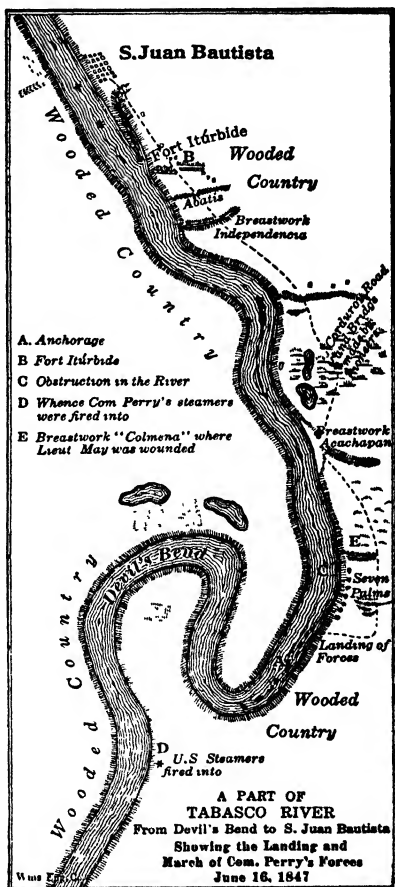 S. Juan Bautista
Wooded Country
Fort Itúrbide
B
Wooded
Country
Abatis
Breastwork
Independencia
Corduroy Road
A. Anchorage
B Fort Itúrbide
C Obstruction in the River
D Whence Com Perry's steamers
were fired into
E Breastwork "Colmena" where
Lieut May was wounded
Breastwork
Acachapan
E
Devil's Bend
C
Seven
Palms
Landing of
Forces
A
Wooded
Country
Wooded Country
D
U.S Steamers
fired into
A PART OF
TABASCO RIVER
From Devil's Bend to S. Juan Bautista
Showing the Landing and
March of Com. Perry's Forces
June 16, 1847